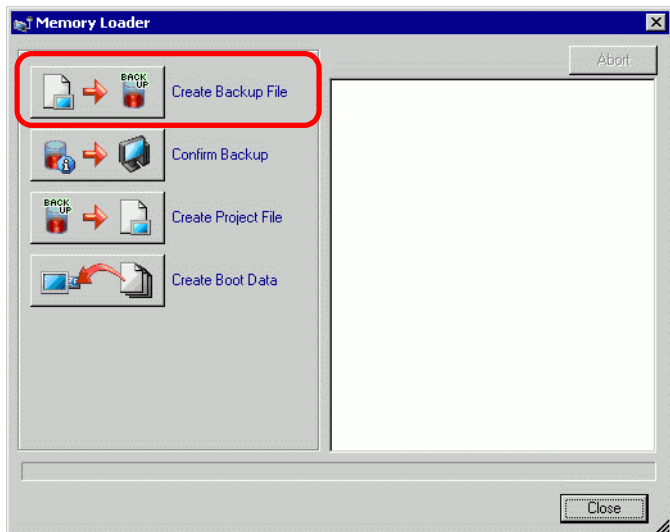 Memory Loader
Abort
BACK
UP
Create Backup File
Confirm Backup
BACK
UP
Create Project File
Create Boot Data
Close